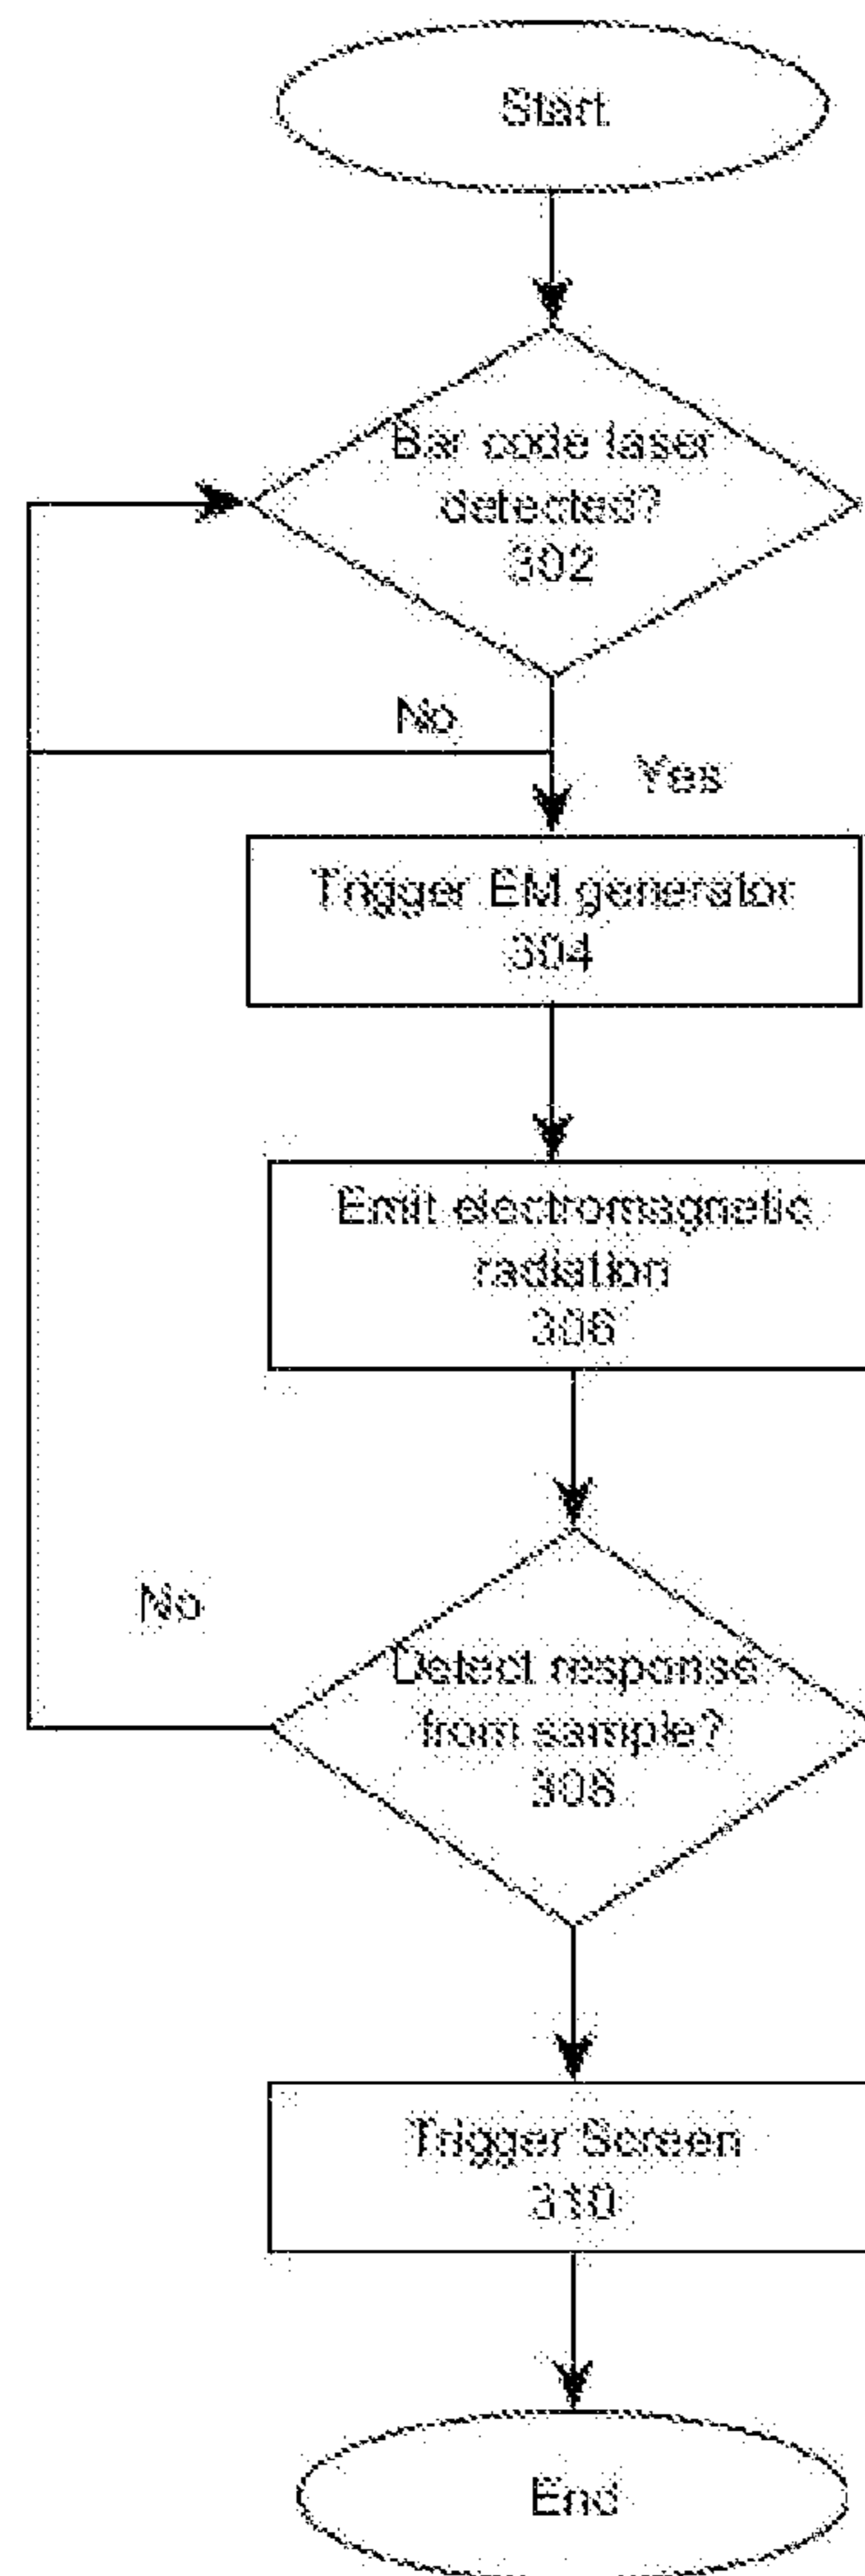 Start
Bar code laser
detected?
302
No
Yes
Trigger EM generator
304
Emit electromagnetic
radiation
306
No
Detect response
from sample?
308
Trigger Screen
310
End